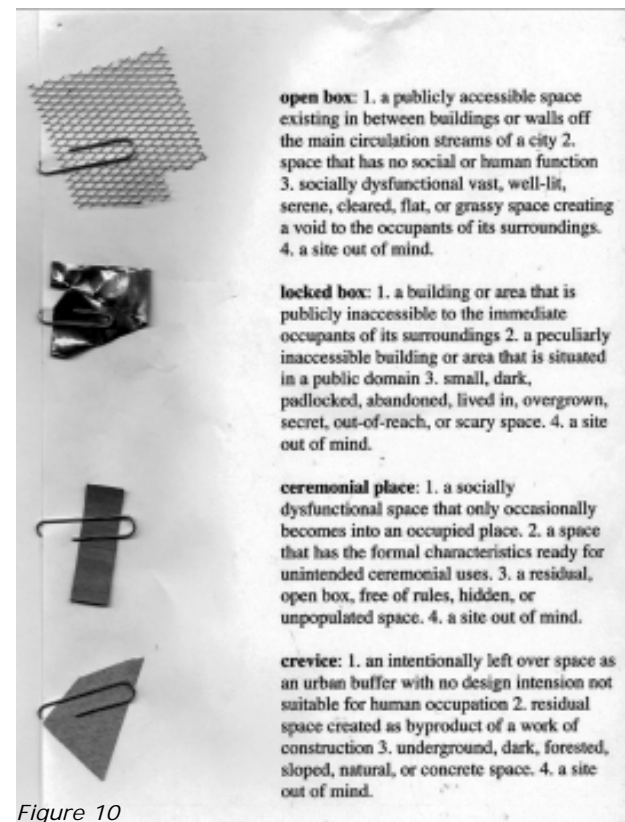 open box: 1. a publicly accessible space
existing in between buildings or walls off
the main circulation streams of a city 2.
space that has no social or human function
3. socially dysfunctional vast, well-lit,
serene, cleared, flat, or grassy space creating
a void to the occupants of its surroundings.
4. a site out of mind.
locked box: 1. a building or area that is
publicly inaccessible to the immediate
occupants of its surroundings 2. a peculiarly
inaccessible building or area that is situated
in a public domain 3. small, dark,
padlocked, abandoned, lived in, overgrown,
secret, out-of-reach, or scary space. 4. a site
out of mind.
ceremonial place: 1. a socially
dysfunctional space that only occasionally
becomes into an occupied place. 2. a space
that has the formal characteristics ready for
unintended ceremonial uses. 3. a residual,
open box, free of rules, hidden, or
unpopulated space. 4. a site out of mind.
crevice: 1. an intentionally left over space as
an urban buffer with no design intension not
suitable for human occupation 2. residual
space created as byproduct of a work of
construction 3. underground, dark, forested,
sloped, natural, or concrete space. 4. a site
out of mind.
Figure 10